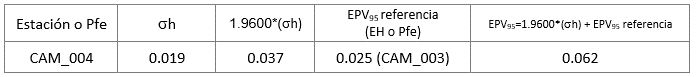 Estación o Pfe
σh
1.9600*(σh)
EPV95 referencia
(EH o Pfe)
EPV95=1.9600*(σh) + EPV95 referencia
CAM_004
0.019
0.037
0.025 (CAM_003)
0.062